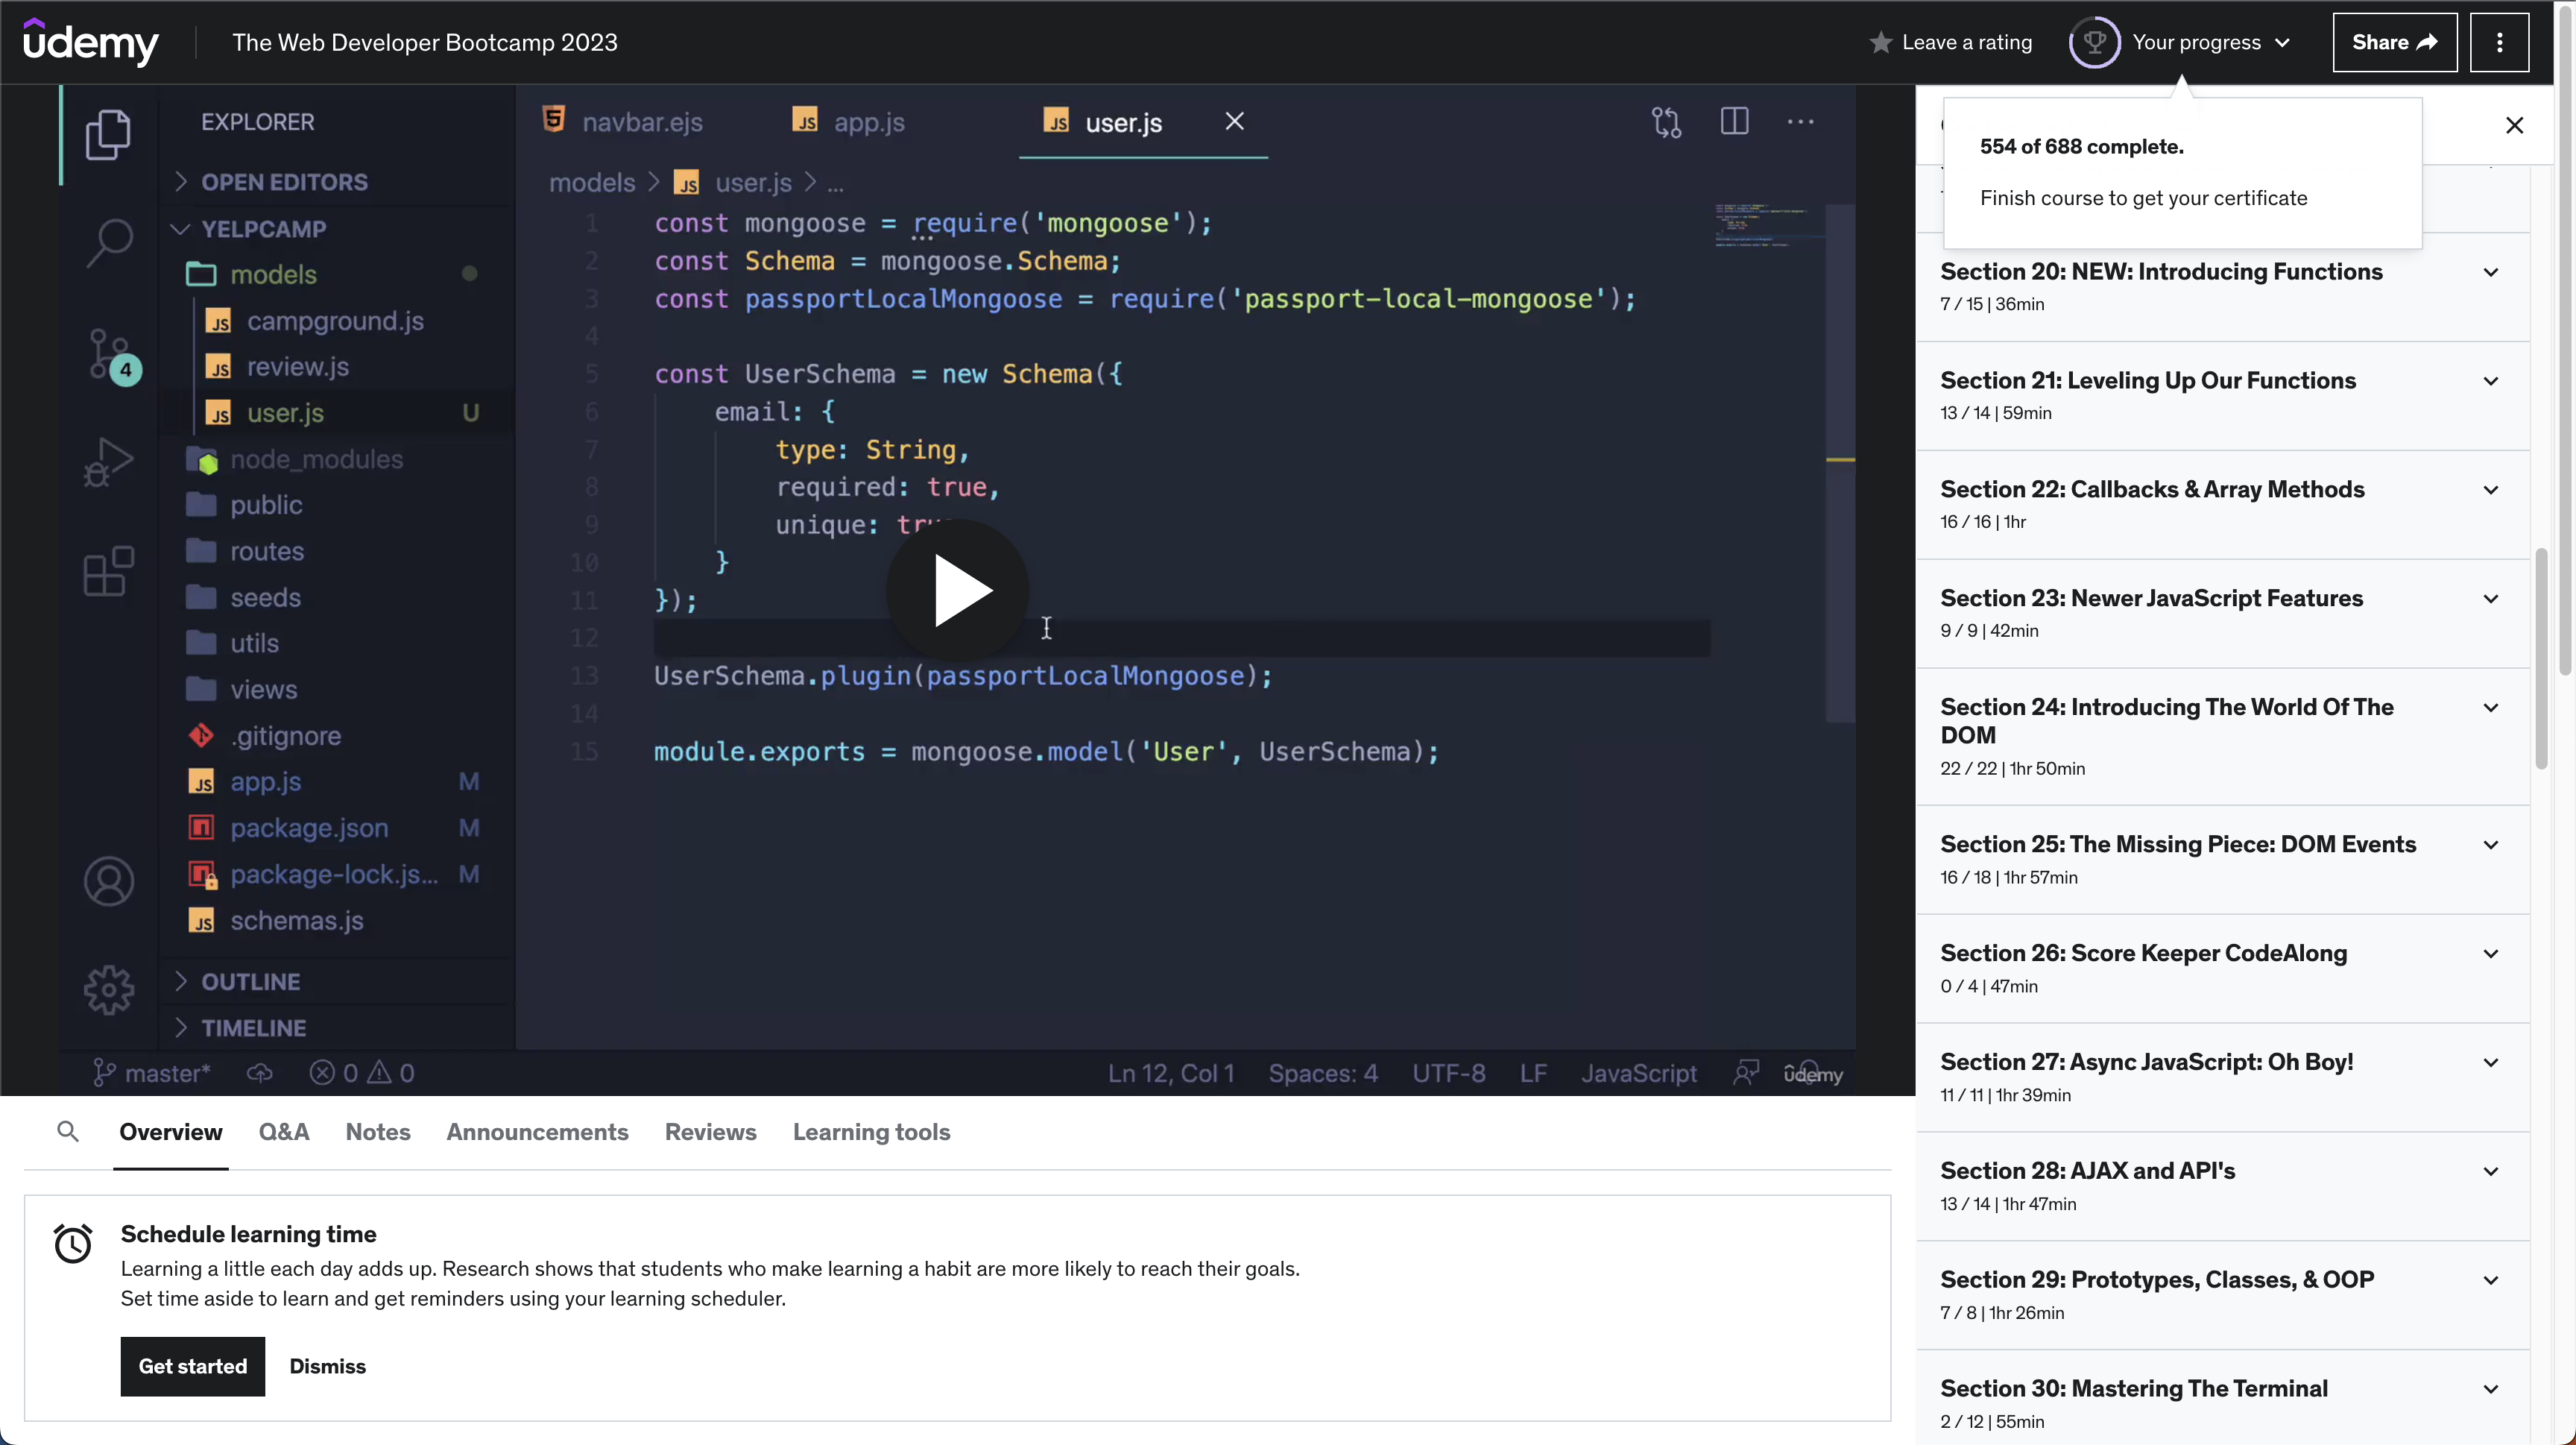 udemy
The Web Developer Bootcamp 2023
Leave a rating
Your progress
Share
554 of 688 complete.
Finish course to get your certificate
EXPLORER
OPEN EDITORS
YELPCAMP
models
campground.js
review.js
user.js U
node_modules
public
routes
seeds
utils
views
.gitignore
app.js M
package.json M
package-lock.js... M
schemas.js
OUTLINE
TIMELINE
4
navbar.ejs
app.js
user.js
models > user.js > ...
1 const mongoose = require('mongoose');
2 const Schema = mongoose.Schema;
3 const passportLocalMongoose = require('passport-local-mongoose');
4
5 const UserSchema = new Schema({
6 email: {
7 type: String,
8 required: true,
9 unique:
10 }
11 });
12
13 UserSchema.plugin(passportLocalMongoose);
14
15 module.exports = mongoose.model('User', UserSchema);
master* 0 0
Ln 12, Col 1 Spaces: 4 UTF-8 LF JavaScript
udemy
Section 20: NEW: Introducing Functions
7 / 15 | 36min
Section 21: Leveling Up Our Functions
13 / 14 | 59min
Section 22: Callbacks & Array Methods
16 / 16 | 1hr
Section 23: Newer JavaScript Features
9 / 9 | 42min
Section 24: Introducing The World Of The
DOM
22 / 22 | 1hr 50min
Section 25: The Missing Piece: DOM Events
16 / 18 | 1hr 57min
Section 26: Score Keeper CodeAlong
0 / 4 | 47min
Section 27: Async JavaScript: Oh Boy!
11 / 11 | 1hr 39min
Section 28: AJAX and API's
13 / 14 | 1hr 47min
Section 29: Prototypes, Classes, & OOP
7 / 8 | 1hr 26min
Section 30: Mastering The Terminal
2 / 12 | 55min
Overview
Q&A
Notes
Announcements
Reviews
Learning tools
Schedule learning time
Learning a little each day adds up. Research shows that students who make learning a habit are more likely to reach their goals.
Set time aside to learn and get reminders using your learning scheduler.
Get started
Dismiss